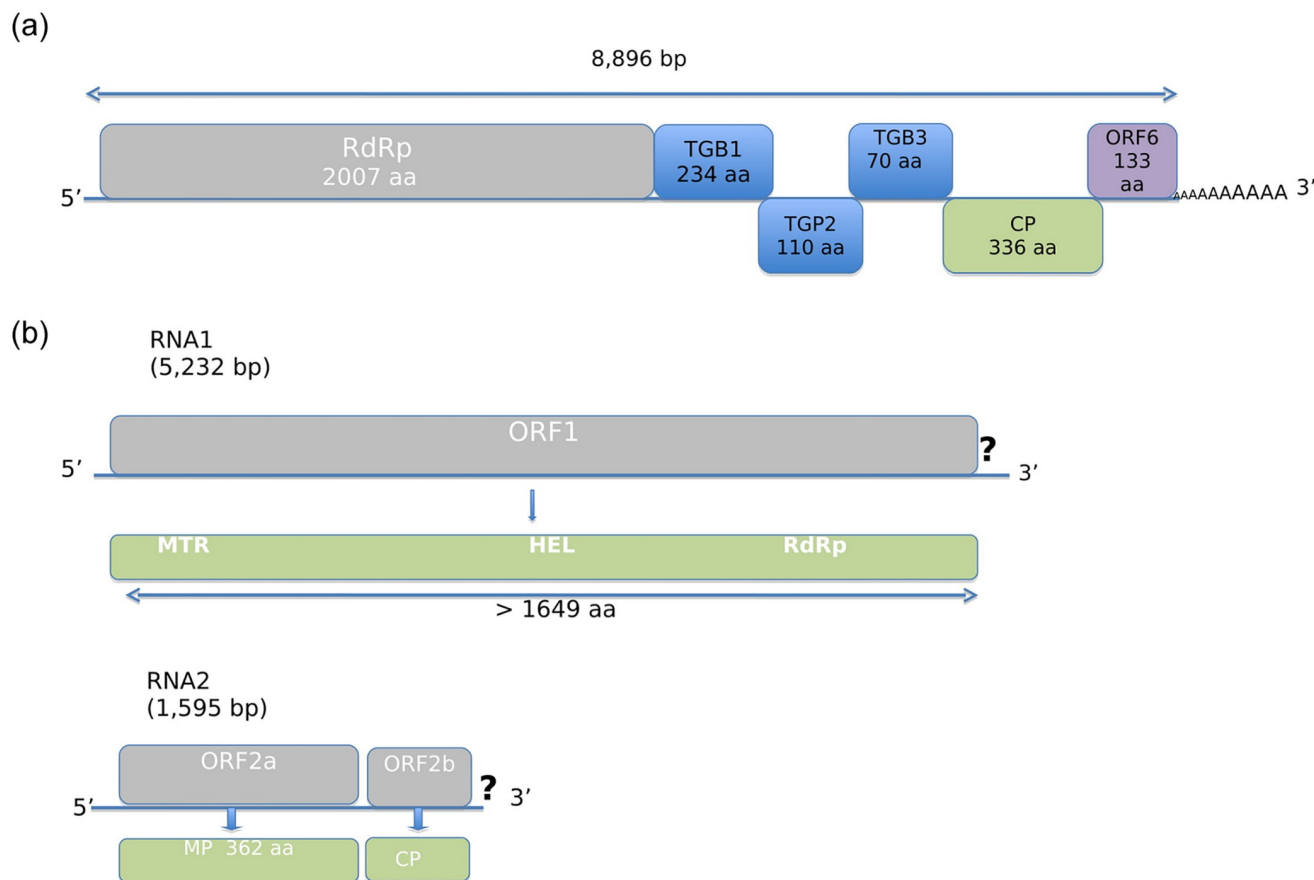 (a)
8,896 bp
RdRp
2007 aa
TGB1
234 aa
TGB3
70 aa
ORF6
133
aa
5’
AAAAAAAAAAA 3’
TGP2
110 aa
CP
336 aa
(b)
RNA1
(5,232 bp)
ORF1
?
5’
3’
MTR HEL RdRp
> 1649 aa
RNA2
(1,595 bp)
ORF2a
ORF2b
?
5’
3’
MP 362 aa
CP